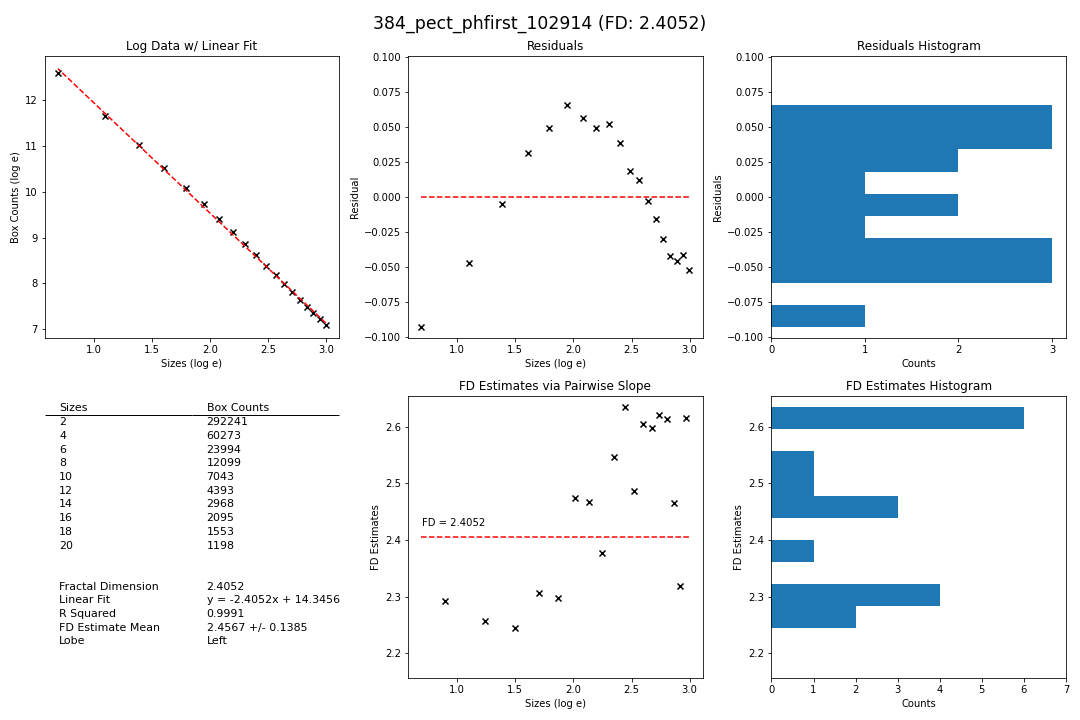 384_pect_phfirst_102914 (FD: 2.4052)
Log Data w/ Linear Fit
Box Counts (log e)
12
11
10
9
8
7
1.0 1.5 2.0 2.5 3.0
Sizes (log e)
Residuals
Residual
0.100
0.075
0.050
0.025
0.000
−0.025
−0.050
−0.075
−0.100
1.0 1.5 2.0 2.5 3.0
Sizes (log e)
Residuals Histogram
Residuals
0.100
0.075
0.050
0.025
0.000
−0.025
−0.050
−0.075
−0.100
0 1 2 3
Counts
Sizes Box Counts
2 292241
4 60273
6 23994
8 12099
10 7043
12 4393
14 2968
16 2095
18 1553
20 1198
Fractal Dimension 2.4052
Linear Fit y = -2.4052x + 14.3456
R Squared 0.9991
FD Estimate Mean 2.4567 +/- 0.1385
Lobe Left
FD Estimates via Pairwise Slope
FD Estimates
2.6
2.5
2.4
2.3
2.2
FD = 2.4052
1.0 1.5 2.0 2.5 3.0
Sizes (log e)
FD Estimates Histogram
FD Estimates
2.6
2.5
2.4
2.3
2.2
0 1 2 3 4 5 6 7
Counts